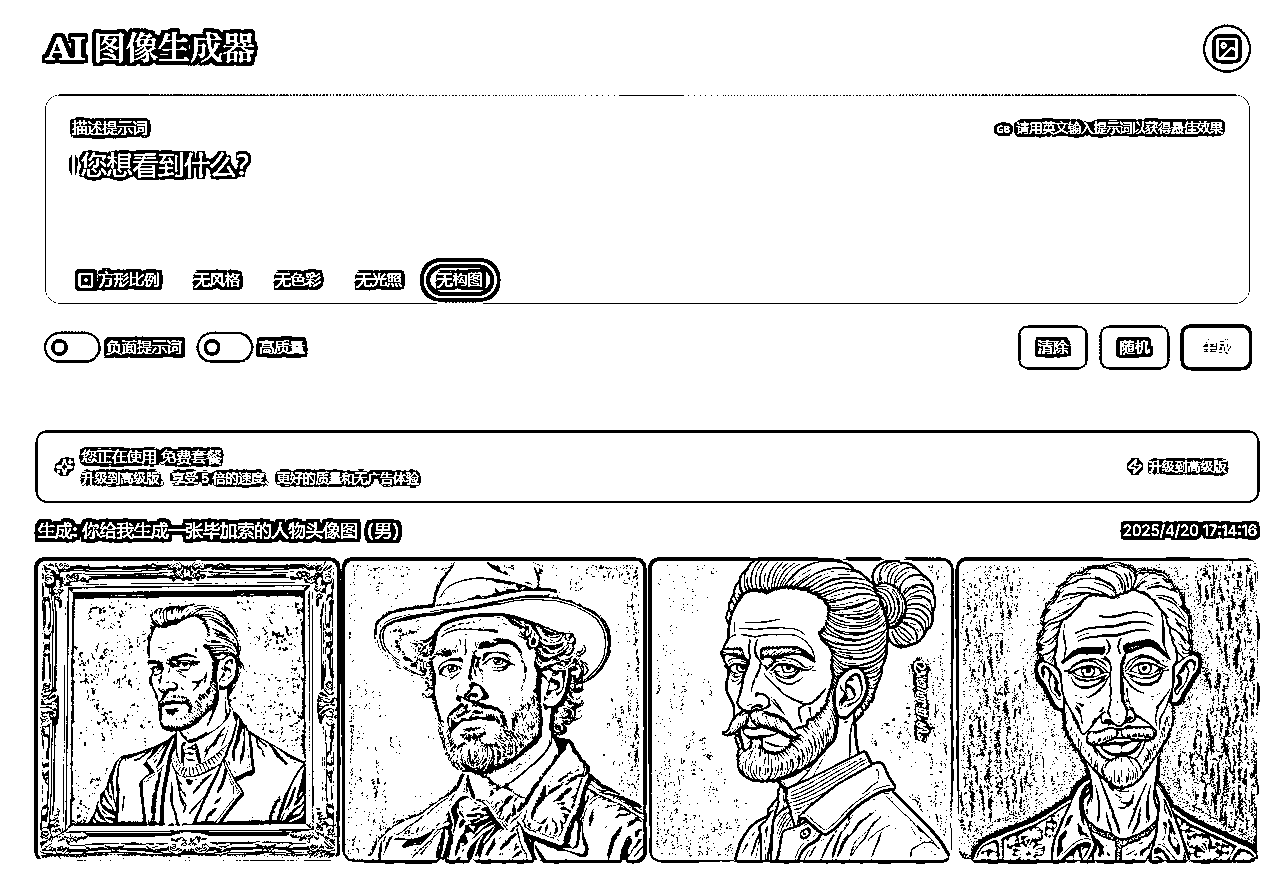 AI 图像生成器
描述提示词
GB 请用英文输入提示词以获得最佳效果
您想看到什么?
方形比例 无风格 无色彩 无光照 无构图
负面提示词 高质量 清除 随机 生成
您正在使用 免费套餐
升级到高级版，享受 5 倍的速度、更好的质量和无广告体验
升级到高级版
生成: 你给我生成一张毕加索的人物头像图（男）
2025/4/20 17:14:16